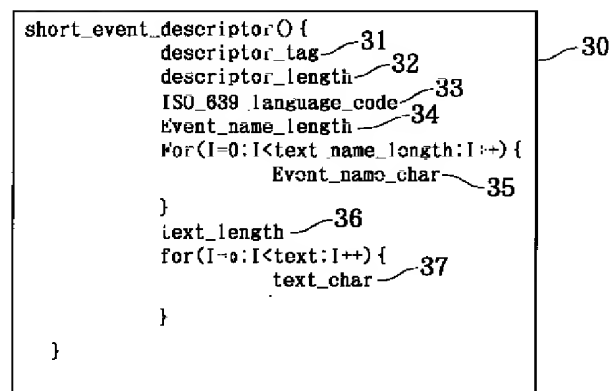 short_event_descriptor(){
descriptor_tag 31
descriptor_length 32
ISO_639_language_code 33
Event_name_length 34
For(I=0:I<text_name_length:I++){
Event_name_char 35
}
text_length 36
for(I=o:I<text:I++){
text_char 37
}
}
30